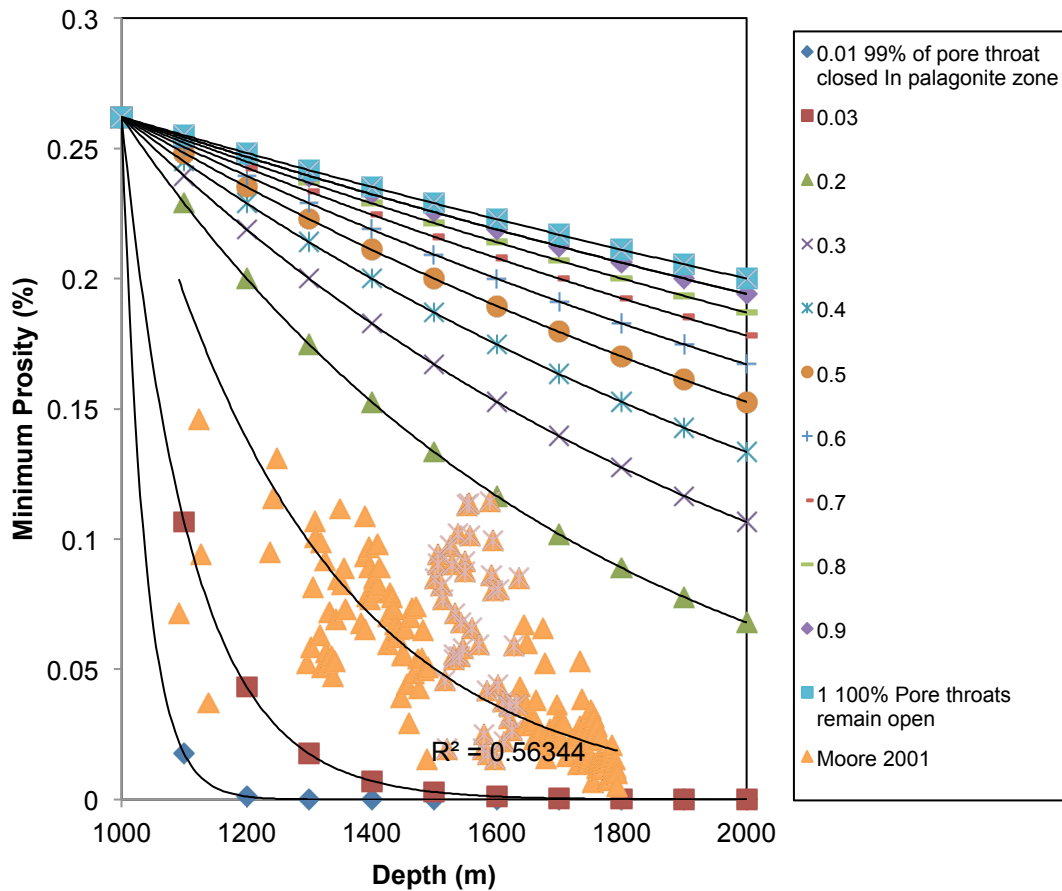 0.3
0.25
0.2
0.15
0.1
0.05
0
Minimum Prosity (%)
1000 1200 1400 1600 1800 2000
Depth (m)
R² = 0.56344
0.01 99% of pore throat
closed In palagonite zone
0.03
0.2
0.3
0.4
0.5
0.6
0.7
0.8
0.9
1 100% Pore throats
remain open
Moore 2001